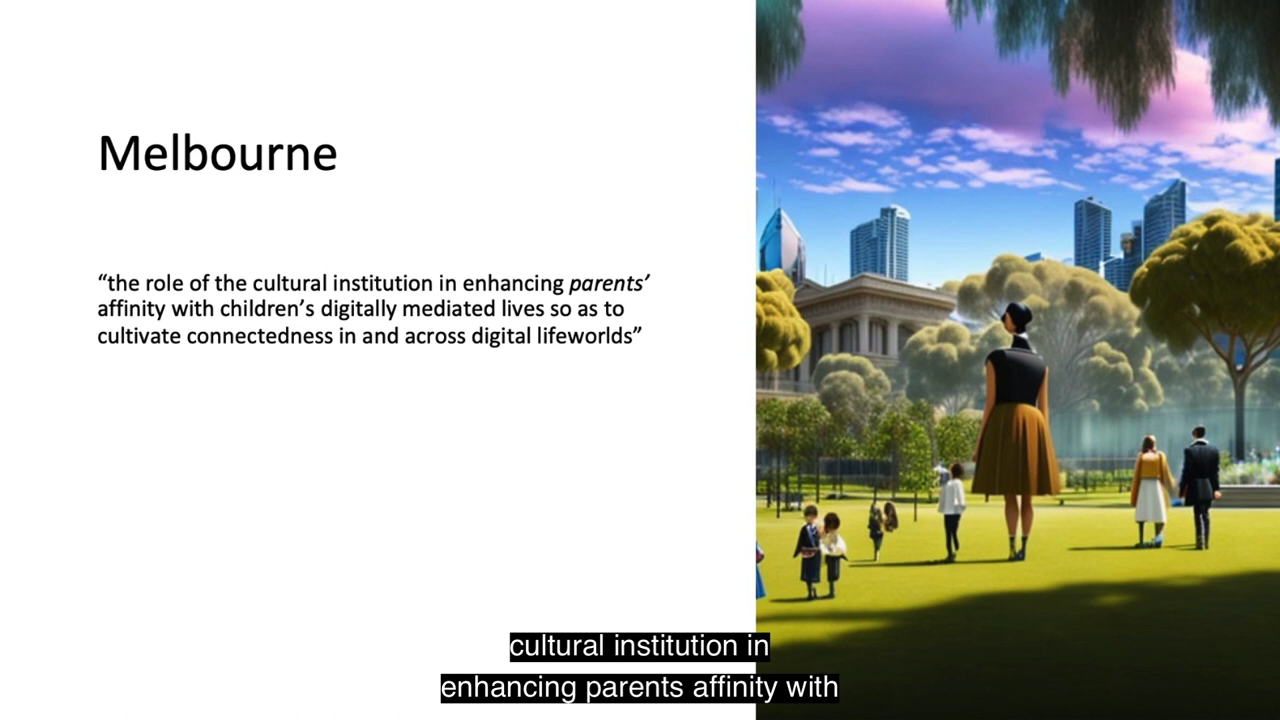 Melbourne
“the role of the cultural institution in enhancing parents’
affinity with children’s digitally mediated lives so as to
cultivate connectedness in and across digital lifeworlds”
cultural institution in
enhancing parents affinity with